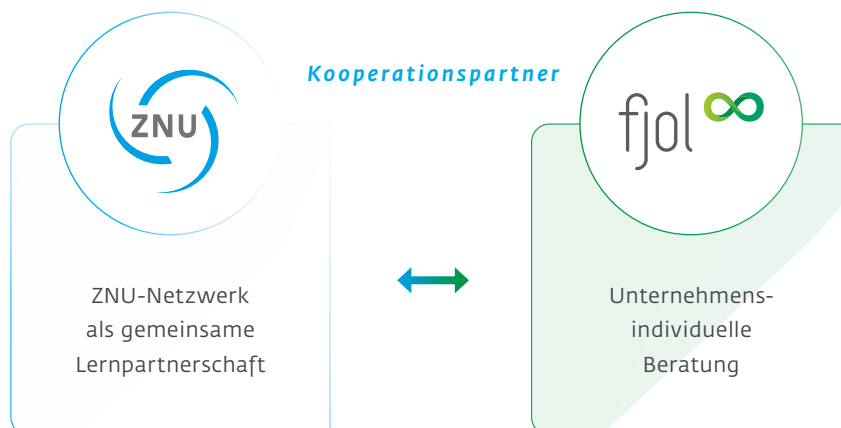 Kooperationspartner
ZNU
fjol
ZNU-Netzwerk
als gemeinsame
Lernpartnerschaft
Unternehmens-
individuelle
Beratung